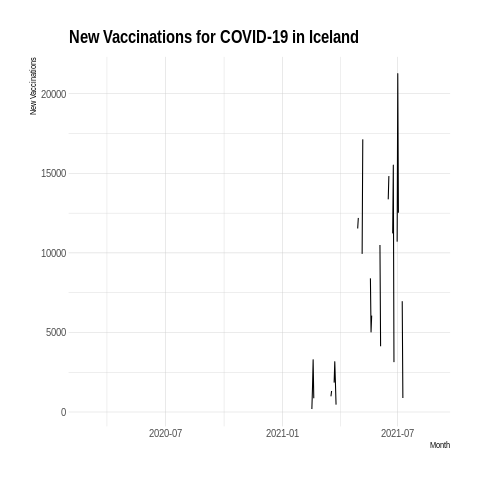 New Vaccinations for COVID-19 in Iceland
New Vaccinations
20000
15000
10000
5000
0
2020-07 2021-01 2021-07
Month